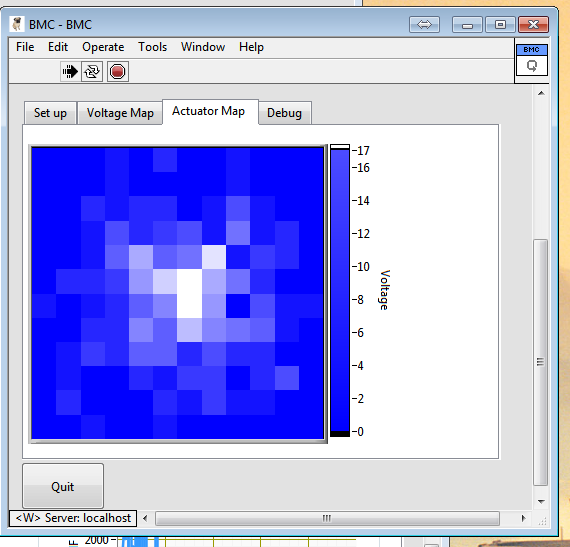 BMC - BMC
File Edit Operate Tools Window Help
BMC
Set up Voltage Map Actuator Map Debug
17
16
14
12
10
8
6
4
2
0
Voltage
Quit
<W> Server: localhost
2000